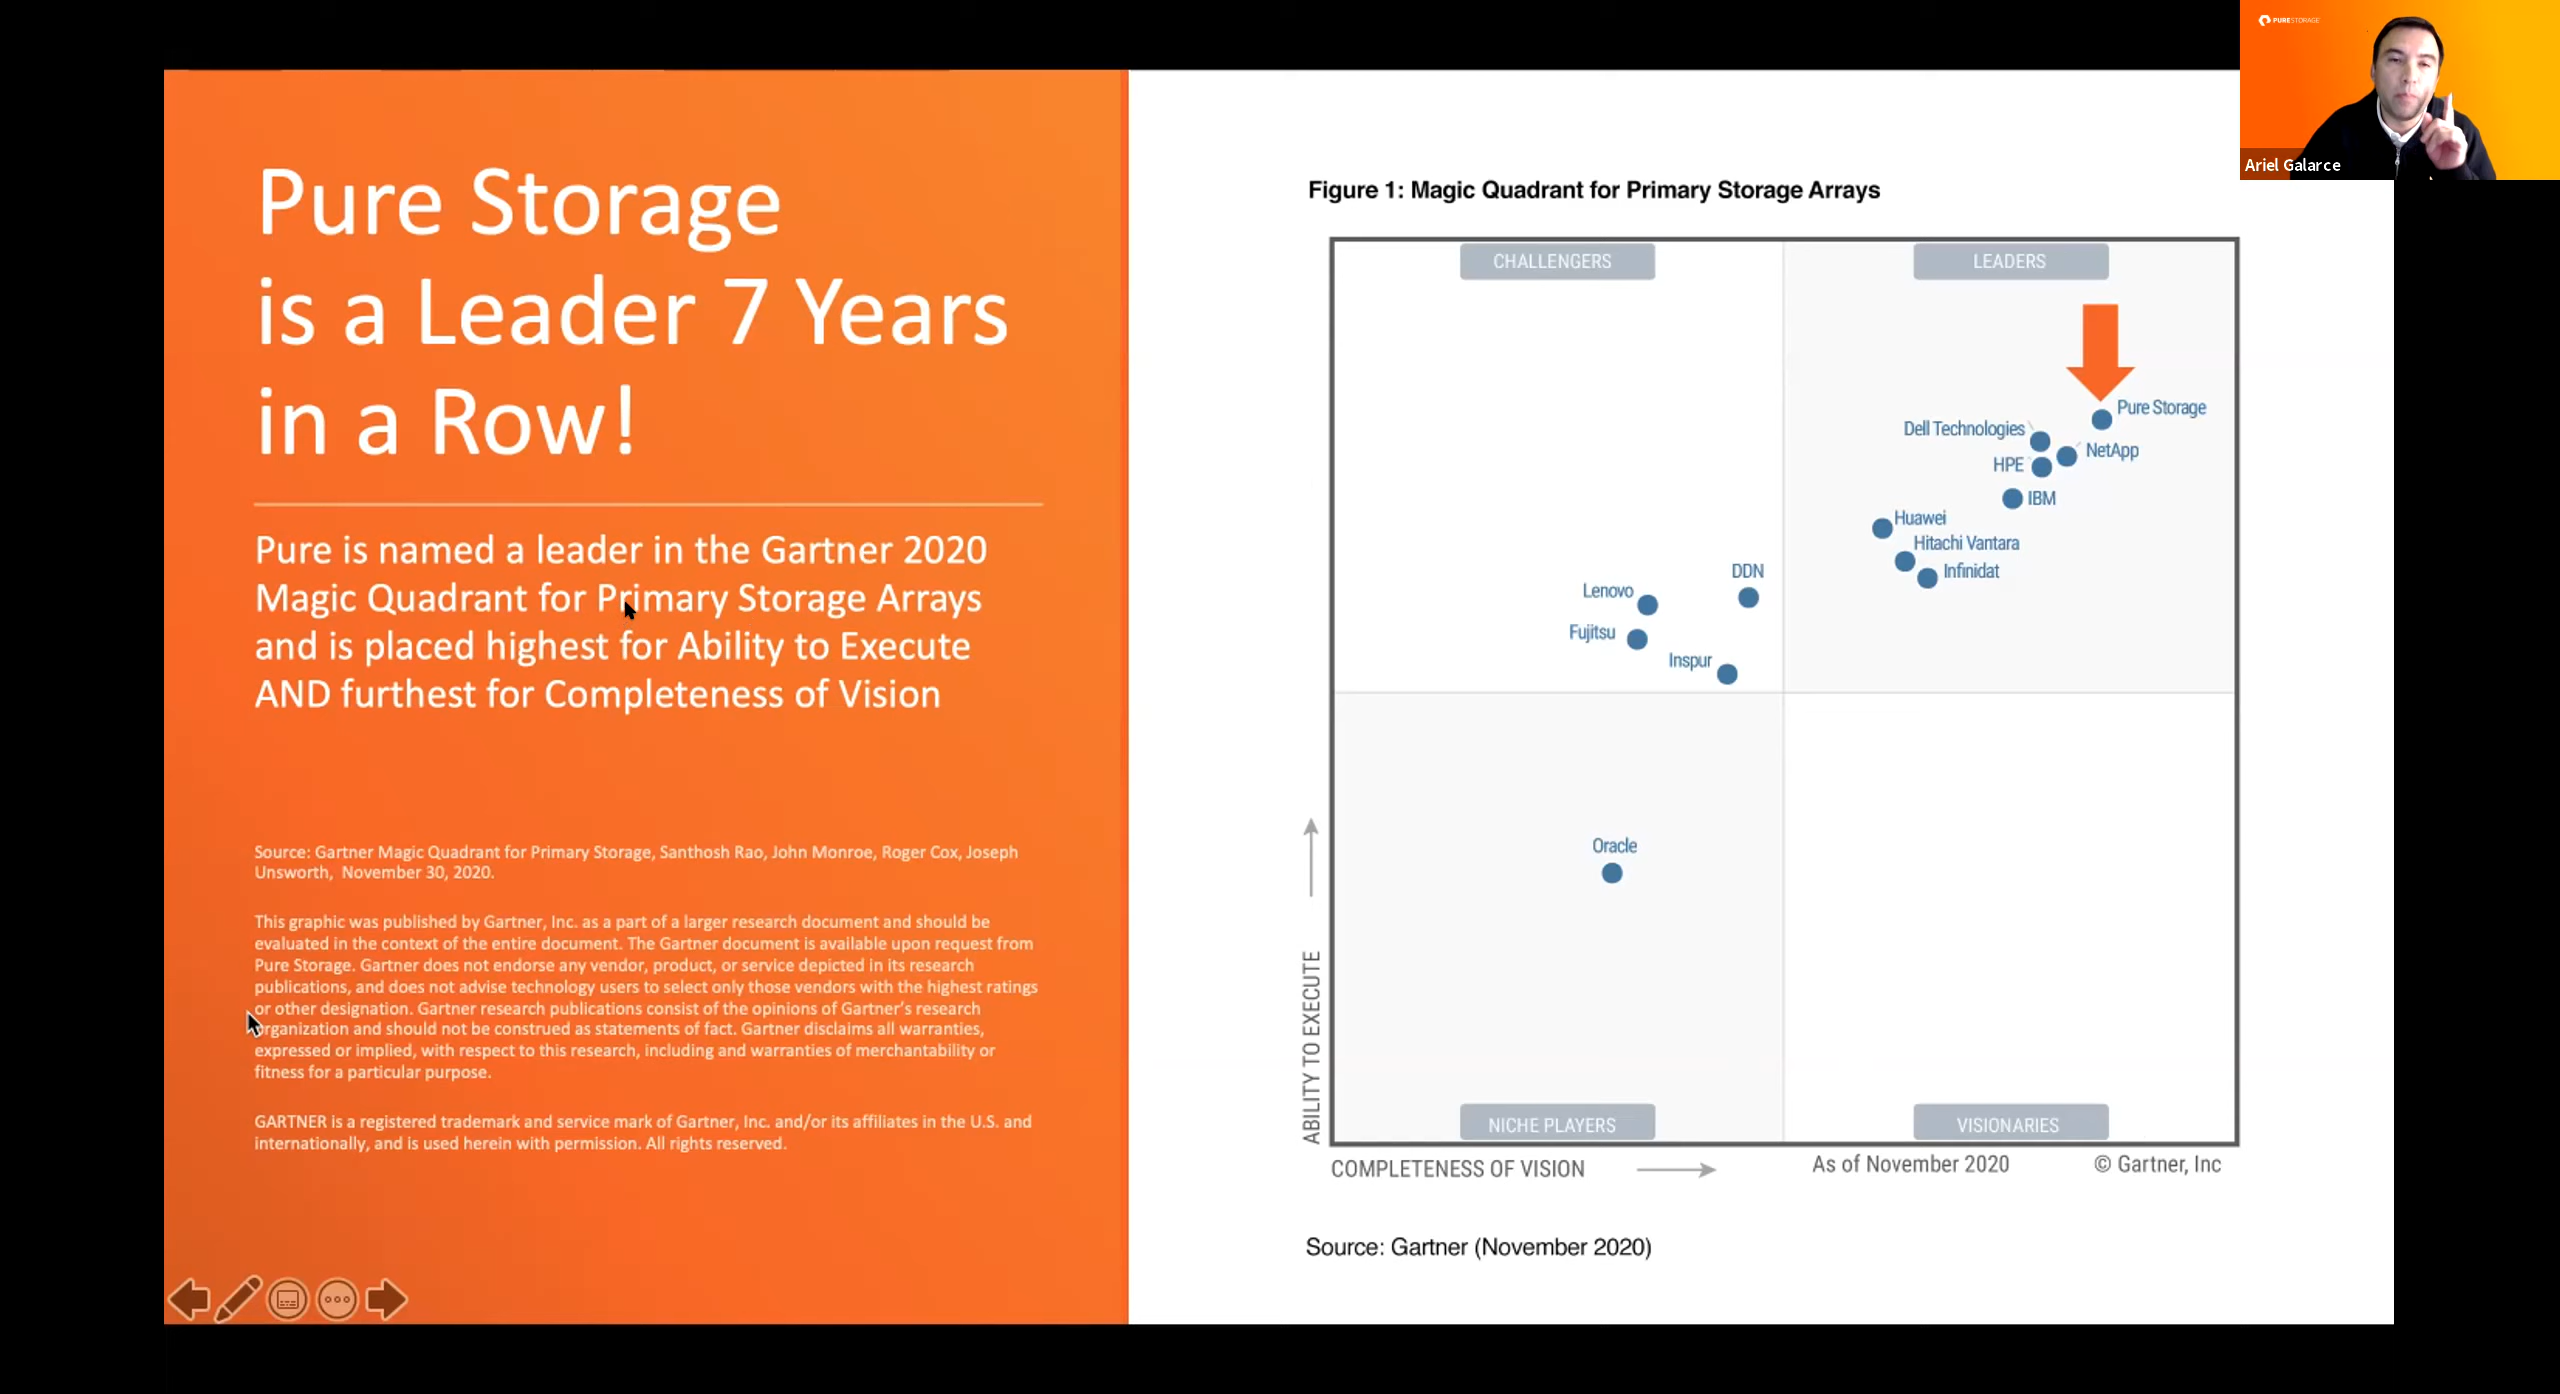 PURESTORAGE
Ariel Galarce
Pure Storage
is a Leader 7 Years
in a Row!
Pure is named a leader in the Gartner 2020
Magic Quadrant for Primary Storage Arrays
and is placed highest for Ability to Execute
AND furthest for Completeness of Vision
Source: Gartner Magic Quadrant for Primary Storage, Santhosh Rao, John Monroe, Roger Cox, Joseph
Unsworth, November 30, 2020.
This graphic was published by Gartner, Inc. as a part of a larger research document and should be
evaluated in the context of the entire document. The Gartner document is available upon request from
Pure Storage. Gartner does not endorse any vendor, product, or service depicted in its research
publications, and does not advise technology users to select only those vendors with the highest ratings
or other designation. Gartner research publications consist of the opinions of Gartner's research
organization and should not be construed as statements of fact. Gartner disclaims all warranties,
expressed or implied, with respect to this research, including and warranties of merchantability or
fitness for a particular purpose.
GARTNER is a registered trademark and service mark of Gartner, Inc. and/or its affiliates in the U.S. and
internationally, and is used herein with permission. All rights reserved.
Figure 1: Magic Quadrant for Primary Storage Arrays
CHALLENGERS
LEADERS
Pure Storage
Dell Technologies
NetApp
HPE
IBM
Huawei
Hitachi Vantara
Infinidat
DDN
Lenovo
Fujitsu
Inspur
Oracle
NICHE PLAYERS
VISIONARIES
ABILITY TO EXECUTE
COMPLETENESS OF VISION
As of November 2020
© Gartner, Inc
Source: Gartner (November 2020)